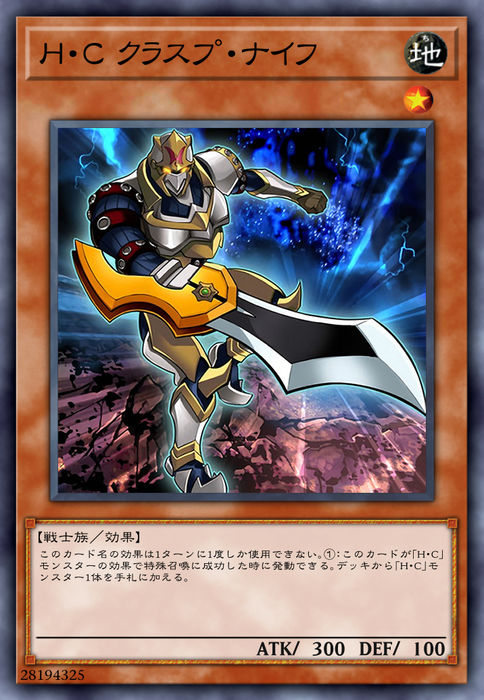 H・C クラスプ・ナイフ
ち
地
【戦士族／効果】
このカード名の効果は1ターンに1度しか使用できない。①：このカードが「H・C」
モンスターの効果で特殊召喚に成功した時に発動できる。デッキから「H・C」モ
ンスター1体を手札に加える。
ATK/ 300 DEF/ 100
28194325